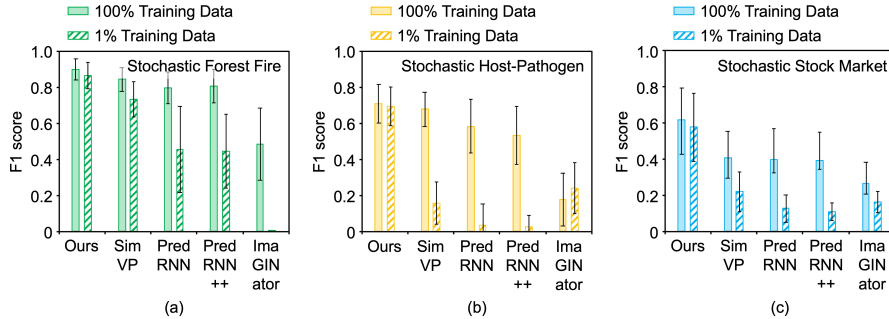 100% Training Data
1% Training Data
Stochastic Forest Fire
F1 score
1.0
0.8
0.6
0.4
0.2
0
Ours
Sim
VP
Pred
RNN
Pred
RNN
++
Ima
GIN
ator
(a)
100% Training Data
1% Training Data
Stochastic Host-Pathogen
F1 score
1.0
0.8
0.6
0.4
0.2
0
Ours
Sim
VP
Pred
RNN
Pred
RNN
++
Ima
GIN
ator
(b)
100% Training Data
1% Training Data
Stochastic Stock Market
F1 score
1.0
0.8
0.6
0.4
0.2
0
Ours
Sim
VP
Pred
RNN
Pred
RNN
++
Ima
GIN
ator
(c)